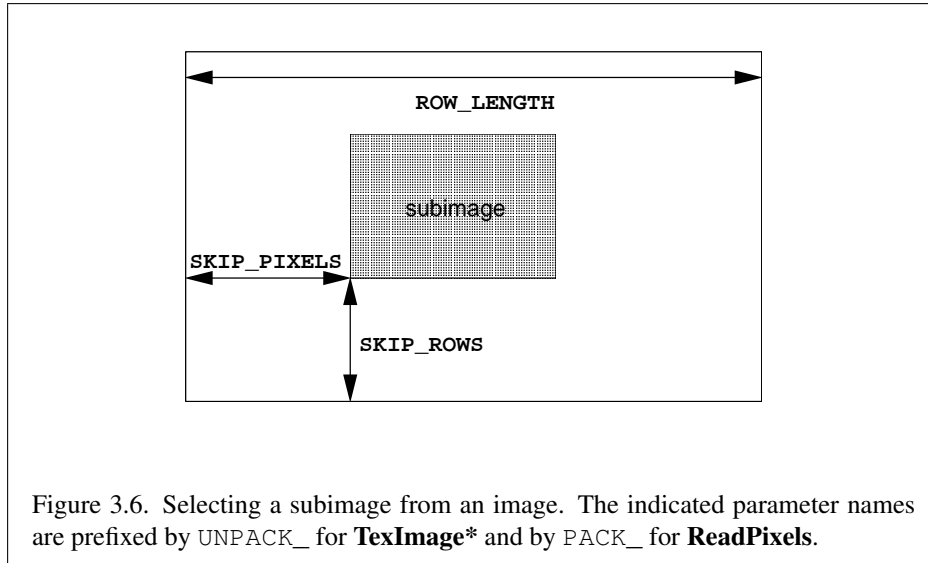 ROW_LENGTH
subimage
SKIP_PIXELS
SKIP_ROWS
Figure 3.6. Selecting a subimage from an image. The indicated parameter names
are prefixed by UNPACK_ for TexImage* and by PACK_ for ReadPixels.